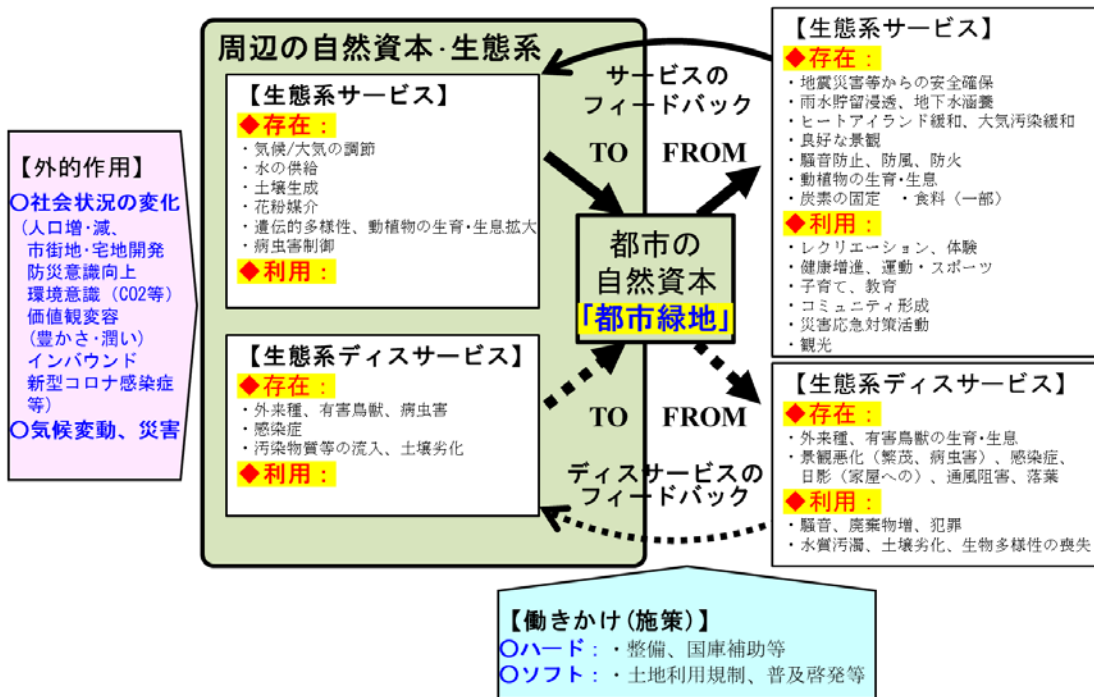 【外的作用】
○社会状況の変化
(人口増・減、
市街地・宅地開発
防災意識向上
環境意識（CO2等）
価値観変容
(豊かさ・潤い)
インバウンド
新型コロナ感染症
等)
○気候変動、災害
周辺の自然資本・生態系
【生態系サービス】
◆存在：
・気候/大気の調節
・水の供給
・土壌生成
・花粉媒介
・遺伝的多様性、動植物の生育・生息拡大
・病虫害制御
◆利用：
【生態系ディスサービス】
◆存在：
・外来種、有害鳥獣、病虫害
・感染症
・汚染物質等の流入、土壌劣化
◆利用：
サービスの
フィードバック
TO FROM
都市の
自然資本
「都市緑地」
TO FROM
ディスサービスの
フィードバック
【生態系サービス】
◆存在：
・地震災害等からの安全確保
・雨水貯留浸透、地下水涵養
・ヒートアイランド緩和、大気汚染緩和
・良好な景観
・騒音防止、防風、防火
・動植物の生育・生息
・炭素の固定 ・食料（一部）
◆利用：
・レクリエーション、体験
・健康増進、運動・スポーツ
・子育て、教育
・コミュニティ形成
・災害応急対策活動
・観光
【生態系ディスサービス】
◆存在：
・外来種、有害鳥獣の生育・生息
・景観悪化（繁茂、病虫害）、感染症、
日影（家屋への）、通風阻害、落葉
◆利用：
・騒音、廃棄物増、犯罪
・水質汚濁、土壌劣化、生物多様性の喪失
【働きかけ(施策)】
○ハード：・整備、国庫補助等
○ソフト：・土地利用規制、普及啓発等